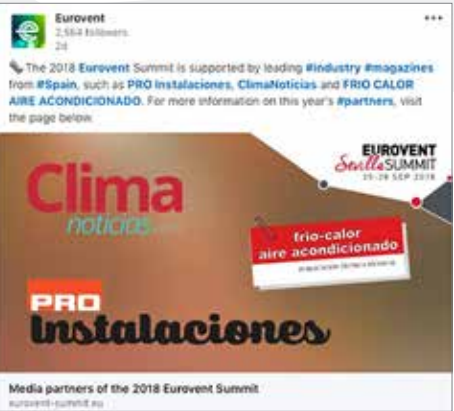 Eurovent
2,564 followers
2d
The 2018 Eurovent Summit is supported by leading #industry #magazines
from #Spain, such as PRO Instalaciones, ClimaNoticias and FRIO CALOR
AIRE ACONDICIONADO. For more information on this year's #partners, visit
the page below.
EUROVENT
Sevilla SUMMIT
25-28 SEP 2018
Clima
noticias
frio-calor
aire acondicionado
PRO
Instalaciones
Media partners of the 2018 Eurovent Summit
eurovent-summit.eu